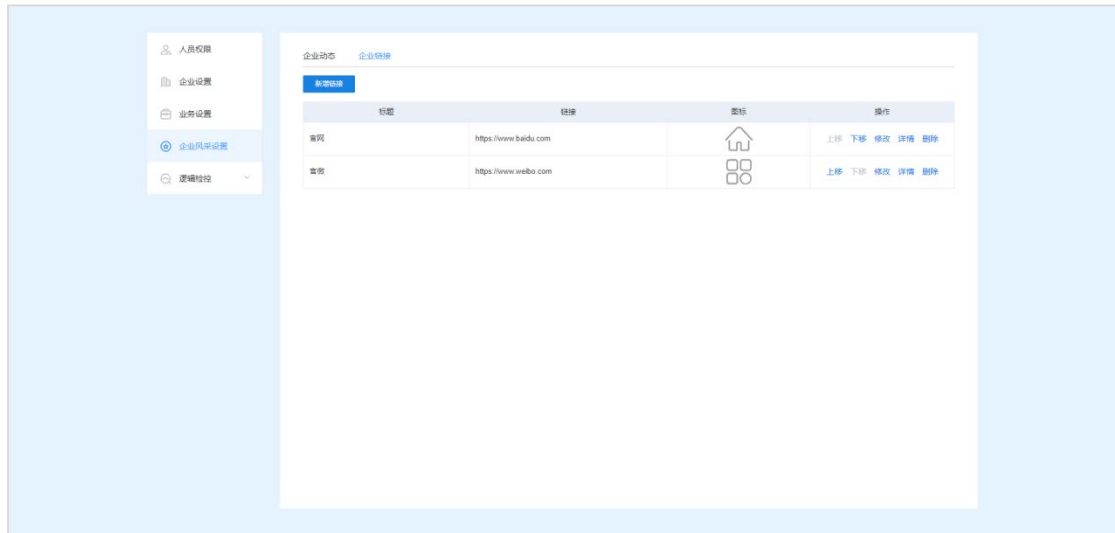 人员权限
企业设置
业务设置
企业风采设置
逻辑检控
企业动态 企业链接
新增链接
标题 链接 图标 操作
官网 https://www.baidu.com 上移 下移 修改 详情 删除
官微 https://www.weibo.com 上移 下移 修改 详情 删除